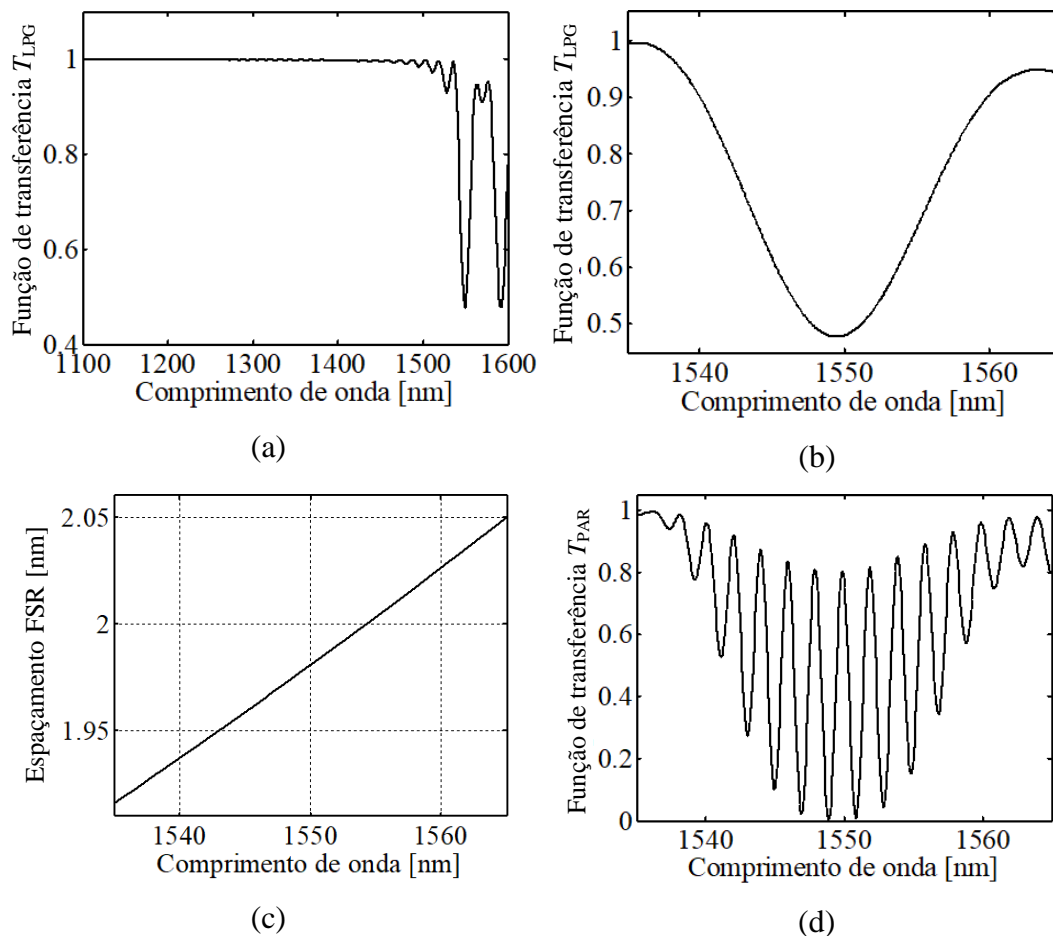 Função de transferência T_LPG
1
0.8
0.6
0.4
1100 1200 1300 1400 1500 1600
Comprimento de onda [nm]
(a)
Função de transferência T_LPG
1
0.9
0.8
0.7
0.6
0.5
1540 1550 1560
Comprimento de onda [nm]
(b)
Espaçamento FSR [nm]
2.05
2
1.95
1540 1550 1560
Comprimento de onda [nm]
(c)
Função de transferência T_PAR
1
0.8
0.6
0.4
0.2
0
1540 1550 1560
Comprimento de onda [nm]
(d)